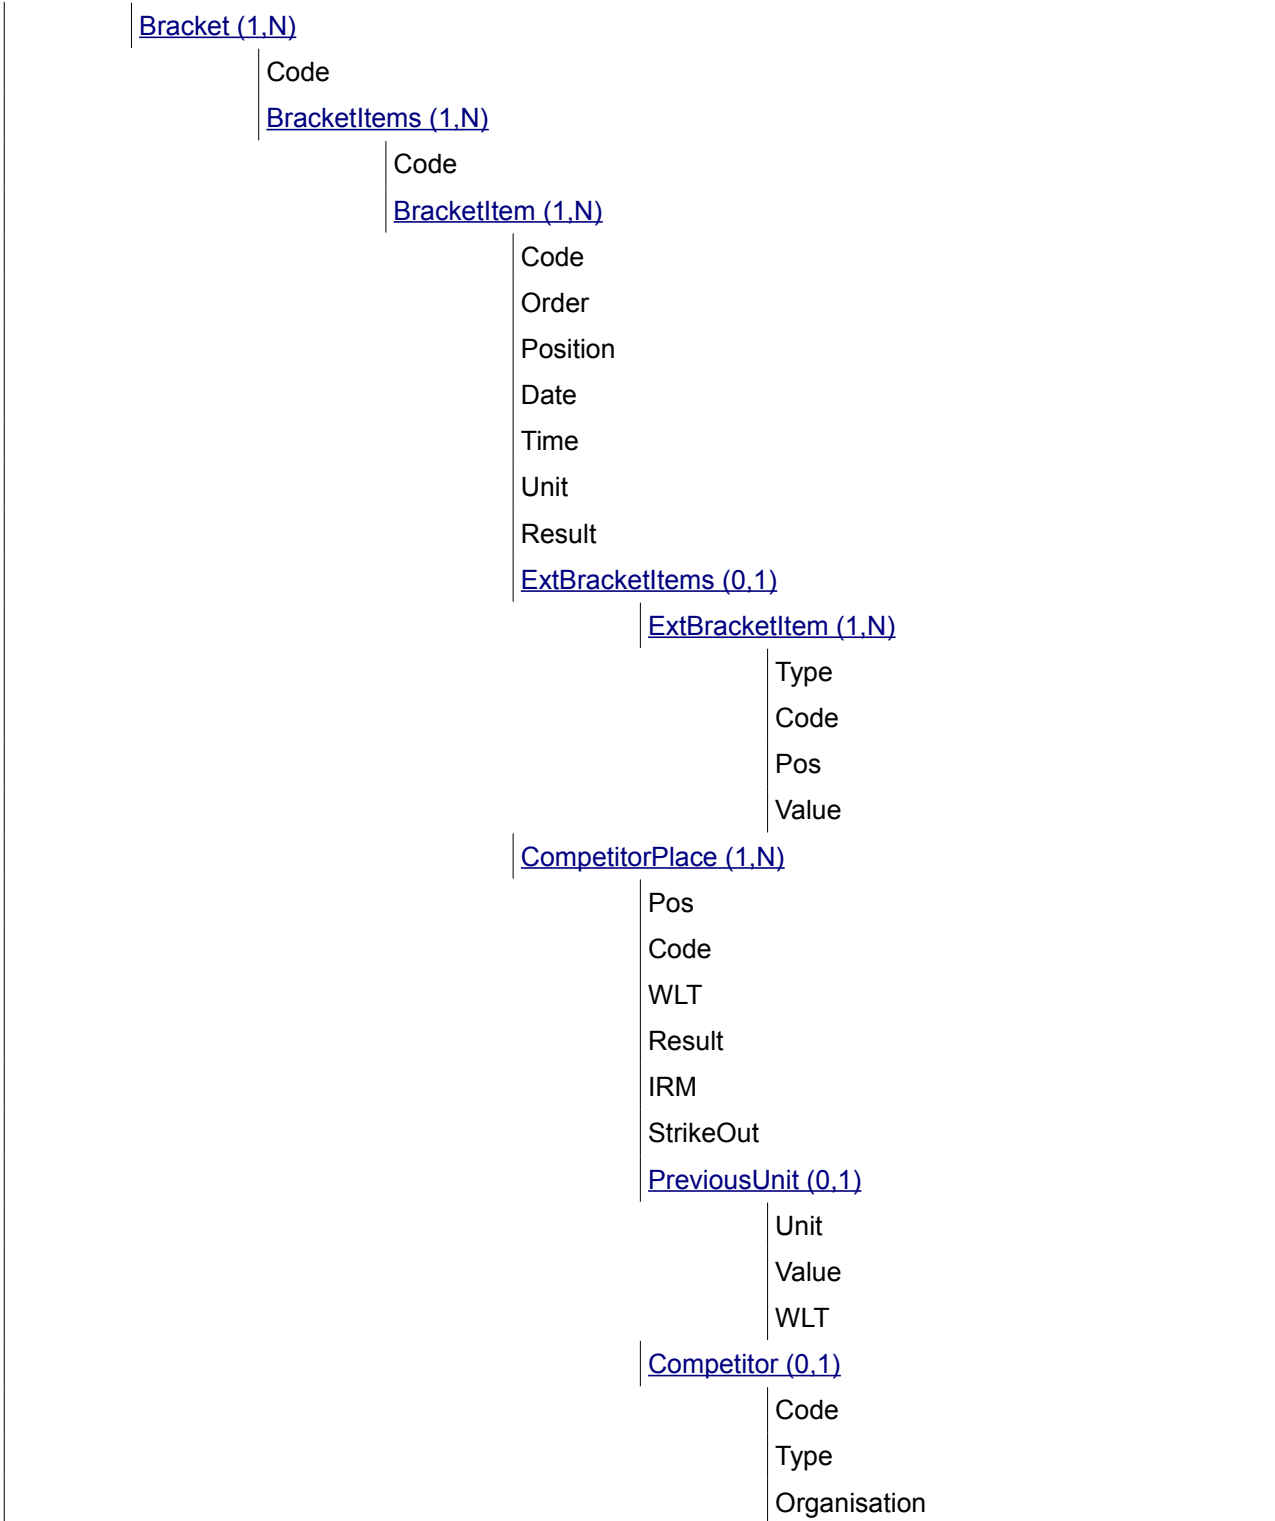 Bracket (1,N)
Code
BracketItems (1,N)
Code
BracketItem (1,N)
Code
Order
Position
Date
Time
Unit
Result
ExtBracketItems (0,1)
ExtBracketItem (1,N)
Type
Code
Pos
Value
CompetitorPlace (1,N)
Pos
Code
WLT
Result
IRM
StrikeOut
PreviousUnit (0,1)
Unit
Value
WLT
Competitor (0,1)
Code
Type
Organisation